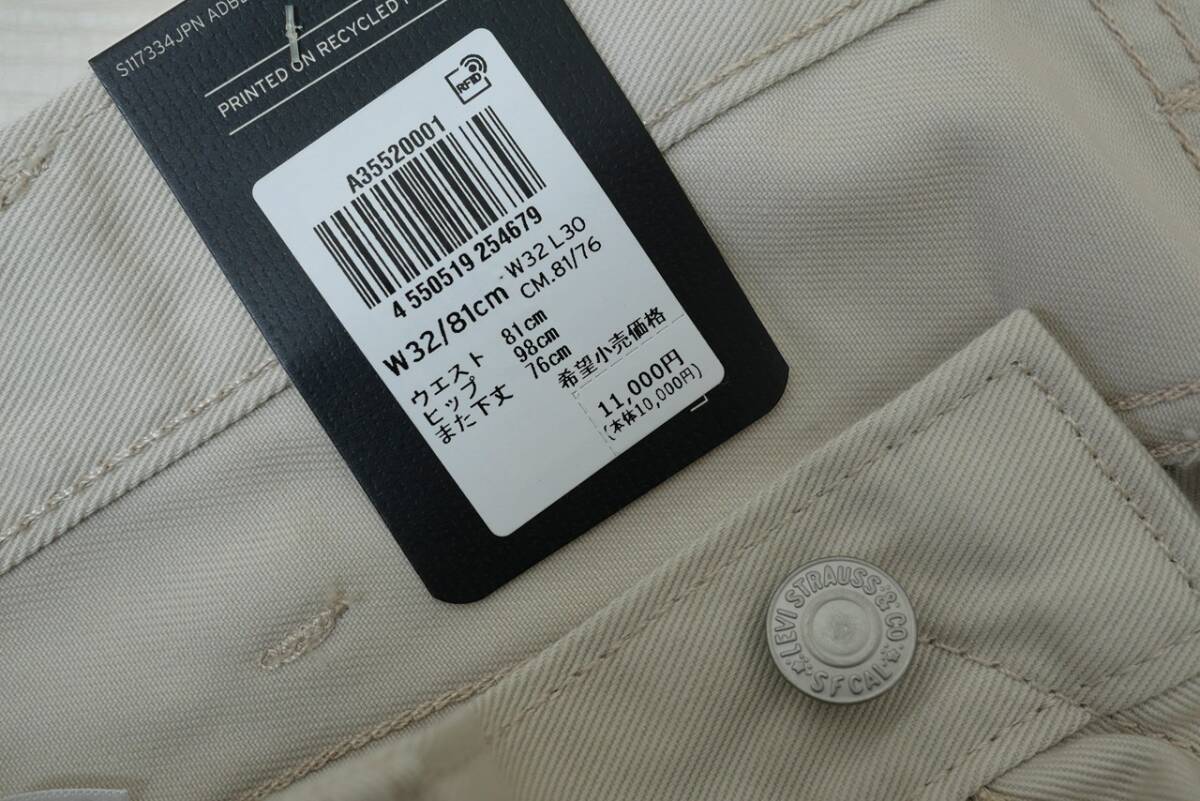 S117334JPN
PRINTED ON RECYCLED
RFID
A35520001
4 550519 254679
W32/81cm
W32 L30
CM.81/76
ウエスト 81cm
ヒップ 98cm
また下丈 76cm
希望小売価格
11,000円
(本体10,000円)
LEVI STRAUSS & CO.
S F CAL